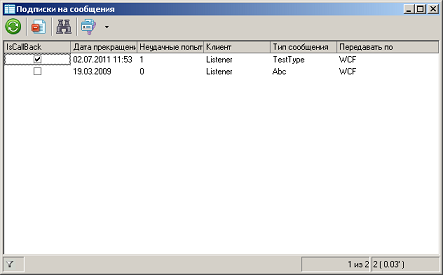 Подписки на сообщения
IsCallBack Дата прекращени Неудачные попыт Клиент Тип сообщения Передавать по
02.07.2011 11:53 1 Listener TestType WCF
19.03.2009 0 Listener Abc WCF
1 из 2 2 ( 0.03' )